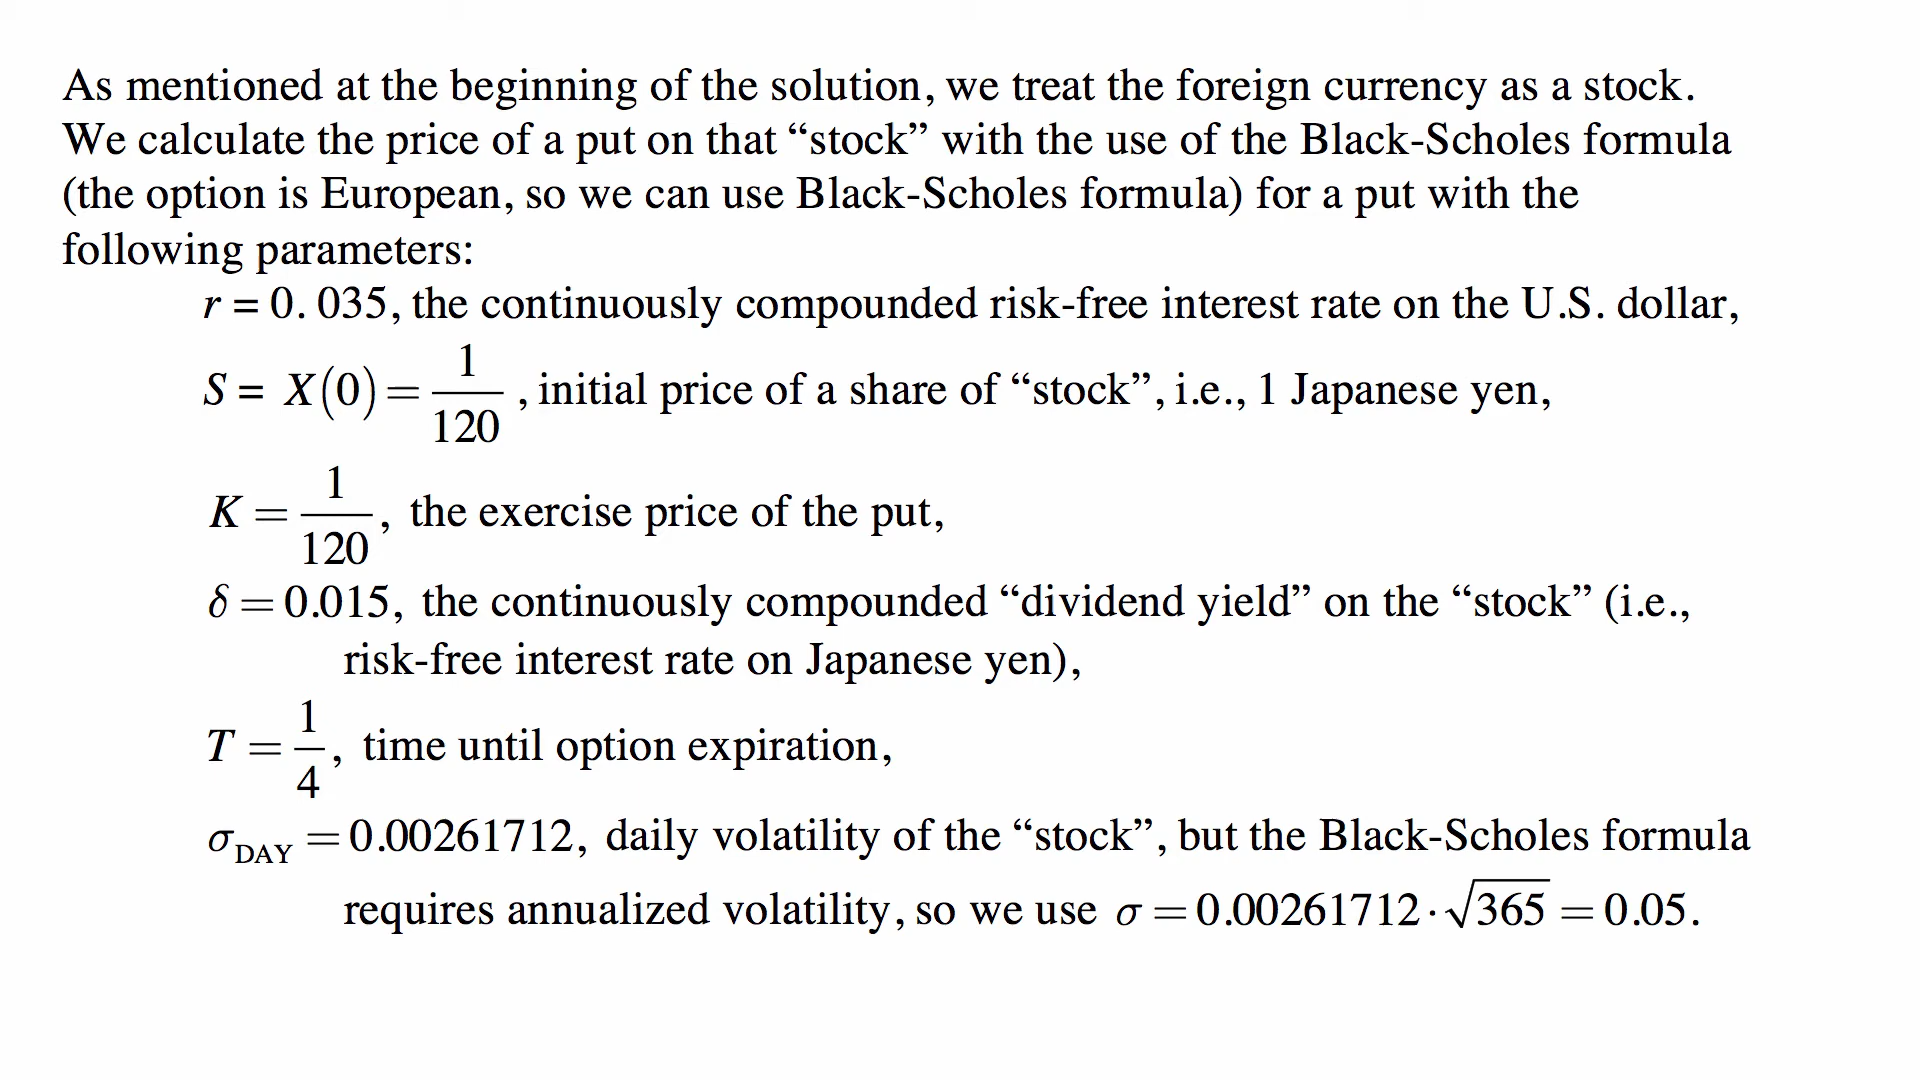 As mentioned at the beginning of the solution, we treat the foreign currency as a stock.
We calculate the price of a put on that “stock” with the use of the Black-Scholes formula
(the option is European, so we can use Black-Scholes formula) for a put with the
following parameters:
r = 0. 035, the continuously compounded risk-free interest rate on the U.S. dollar,
S = X(0) = 1/120 , initial price of a share of “stock”, i.e., 1 Japanese yen,
K = 1/120, the exercise price of the put,
δ = 0.015, the continuously compounded “dividend yield” on the “stock” (i.e.,
risk-free interest rate on Japanese yen),
T = 1/4, time until option expiration,
σ_DAY = 0.00261712, daily volatility of the “stock”, but the Black-Scholes formula
requires annualized volatility, so we use σ = 0.00261712 · √365 = 0.05.